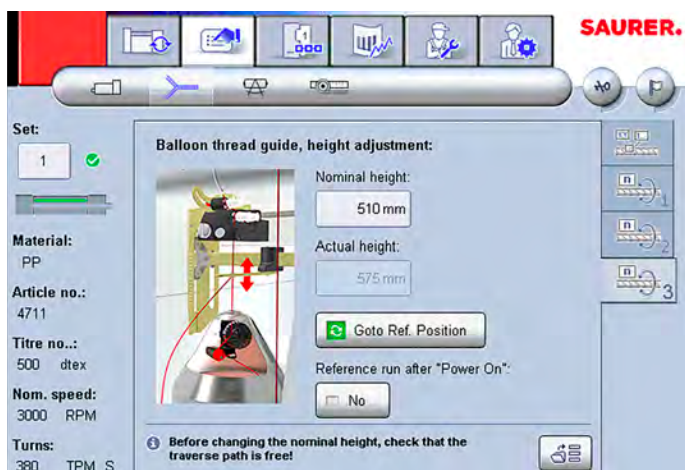 SAURER.
1
Set:
1
Material:
PP
Article no.:
4711
Titre no..:
500 dtex
Nom. speed:
3000 RPM
Turns:
380 TPM S
Balloon thread guide, height adjustment:
Nominal height:
510 mm
Actual height:
575 mm
Goto Ref. Position
Reference run after "Power On":
No
Before changing the nominal height, check that the
traverse path is free!
n
1
n
2
n
3